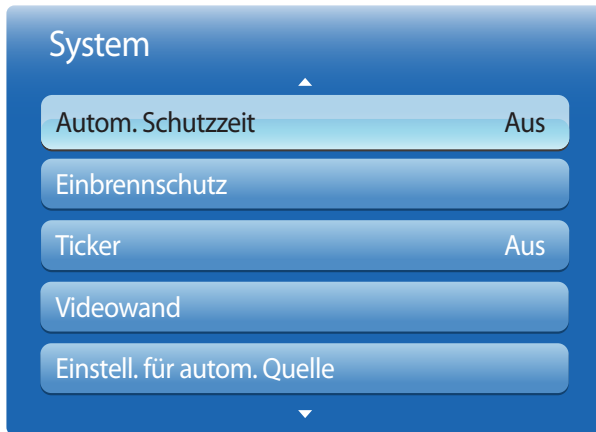 System
Autom. Schutzzeit Aus
Einbrennschutz
Ticker Aus
Videowand
Einstell. für autom. Quelle